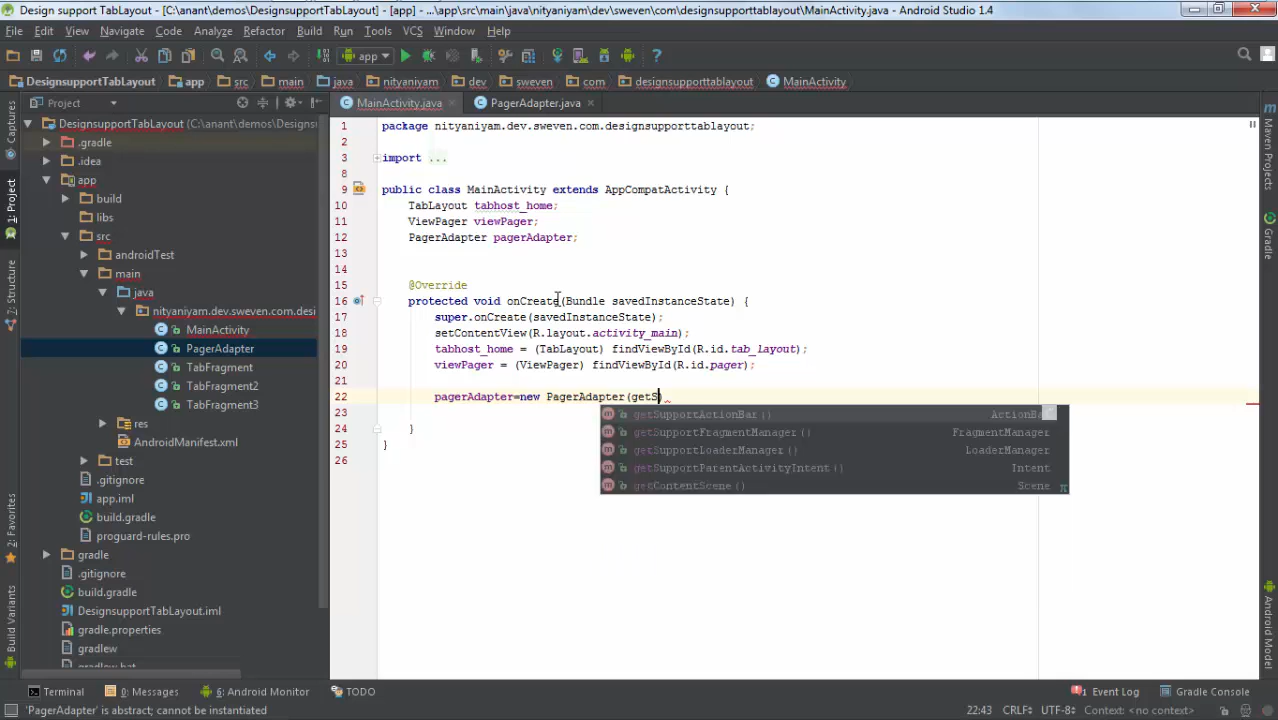 Design support TabLayout - [C:\anant\demos\DesignsupportTabLayout] - [app] - ...\app\src\main\java\nityaniyam\dev\sweven\com\designsupporttablayout\MainActivity.java - Android Studio 1.4
File Edit View Navigate Code Analyze Refactor Build Run Tools VCS Window Help
app
DesignsupportTabLayout app src main java nityaniyam dev sweven com designsupporttablayout MainActivity
Project
MainActivity.java PagerAdapter.java
DesignsupportTabLayout (C:\anant\demos\Designs
.gradle
.idea
app
build
libs
src
androidTest
main
java
nityaniyam.dev.sweven.com.desi
MainActivity
PagerAdapter
TabFragment
TabFragment2
TabFragment3
res
AndroidManifest.xml
test
.gitignore
app.iml
build.gradle
proguard-rules.pro
gradle
.gitignore
build.gradle
DesignsupportTabLayout.iml
gradle.properties
gradlew
gradlew.bat
Captures
1: Project
Structure
2: Favorites
Build Variants
1 package nityaniyam.dev.sweven.com.designsupporttablayout;
2
3 import ...
8
9 public class MainActivity extends AppCompatActivity {
10 TabLayout tabhost_home;
11 ViewPager viewPager;
12 PagerAdapter pagerAdapter;
13
14
15 @Override
16 protected void onCreate(Bundle savedInstanceState) {
17 super.onCreate(savedInstanceState);
18 setContentView(R.layout.activity_main);
19 tabhost_home = (TabLayout) findViewById(R.id.tab_layout);
20 viewPager = (ViewPager) findViewById(R.id.pager);
21
22 pagerAdapter=new PagerAdapter(getS)
23
24 }
25 }
26
getSupportActionBar() ActionBar
getSupportFragmentManager() FragmentManager
getSupportLoaderManager() LoaderManager
getSupportParentActivityIntent() Intent
getContentScene() Scene
Maven Projects
Gradle
Android Model
Terminal 0: Messages 6: Android Monitor TODO 1 Event Log Gradle Console
'PagerAdapter' is abstract; cannot be instantiated 22:43 CRLF UTF-8 Context: <no context>